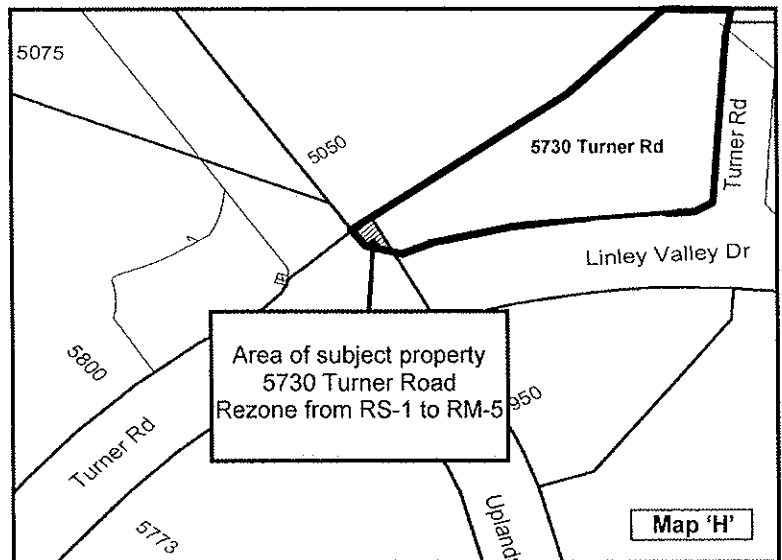 5075
5050
5730 Turner Rd
Turner Rd
Linley Valley Dr
Area of subject property
5730 Turner Road
Rezone from RS-1 to RM-5
950
5800
Turner Rd
5773
Upland
Map 'H'